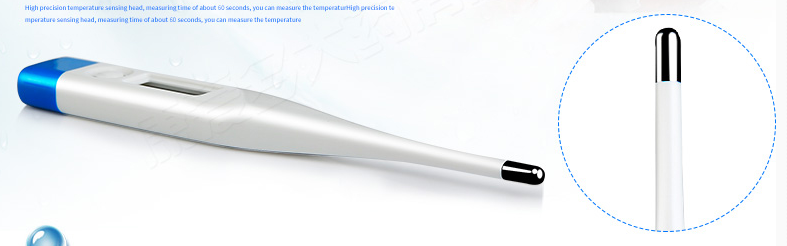 High precision temperature sensing head, measuring time of about 60 seconds, you can measure the temperaturHigh precision te
mperature sensing head, measuring time of about 60 seconds, you can measure the temperature